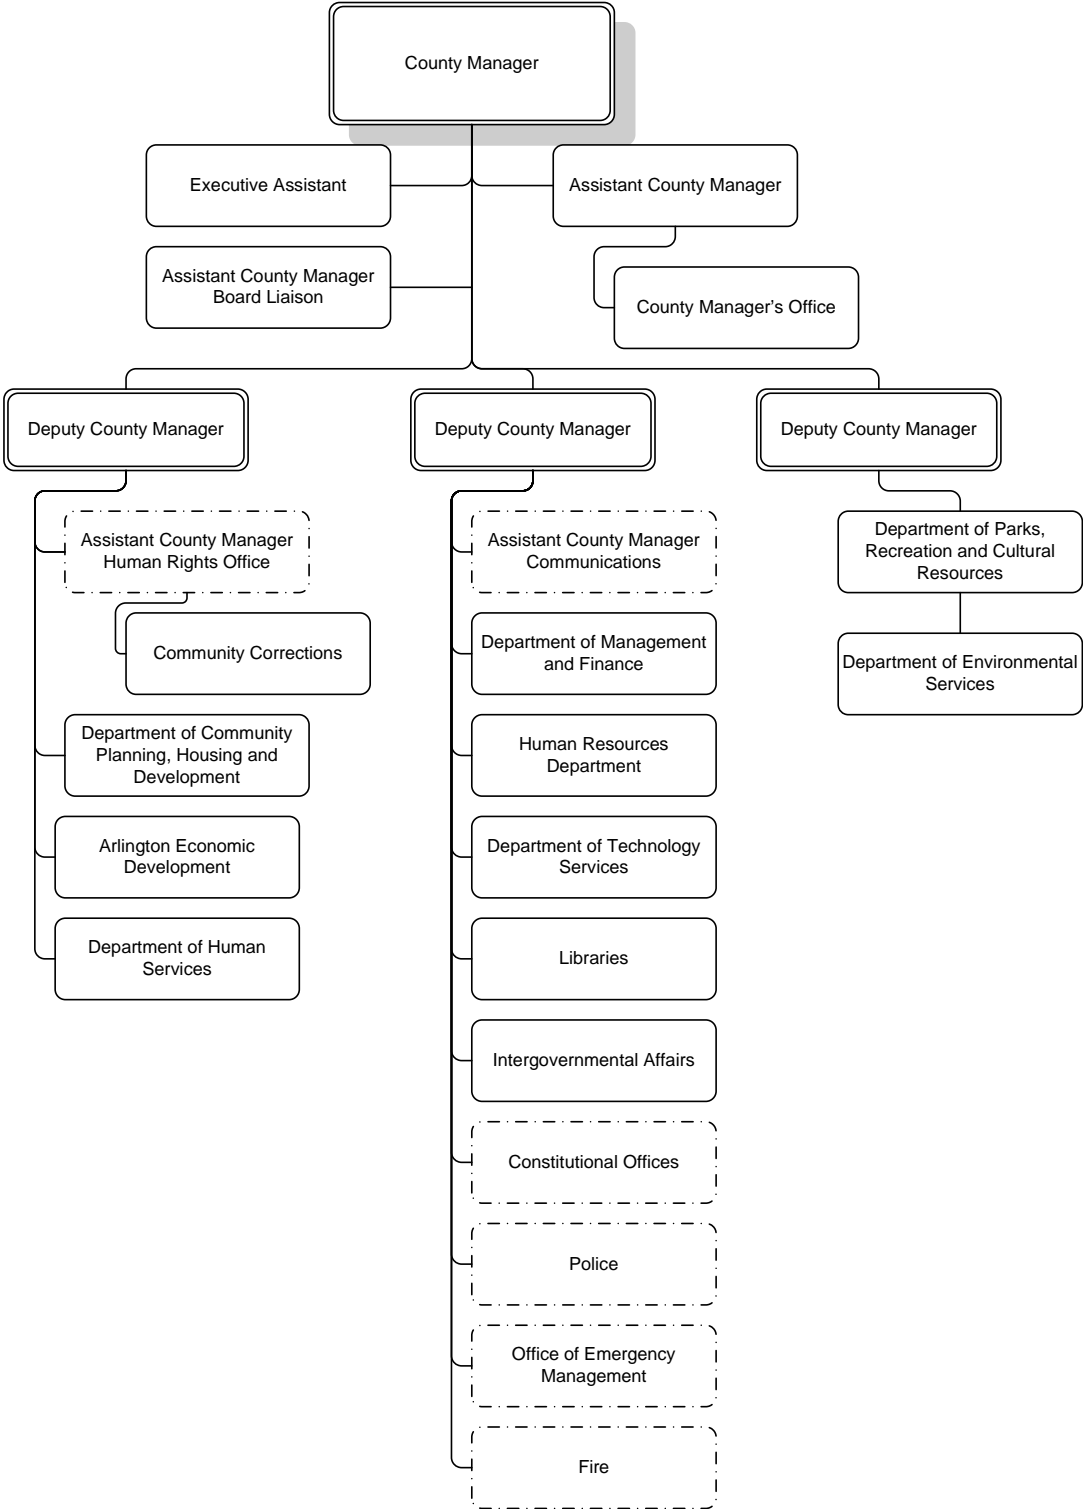 County Manager
Executive Assistant
Assistant County Manager
Assistant County Manager
Board Liaison
County Manager’s Office
Deputy County Manager
Deputy County Manager
Deputy County Manager
Assistant County Manager
Human Rights Office
Community Corrections
Department of Community
Planning, Housing and
Development
Arlington Economic
Development
Department of Human
Services
Assistant County Manager
Communications
Department of Management
and Finance
Human Resources
Department
Department of Technology
Services
Libraries
Intergovernmental Affairs
Constitutional Offices
Police
Office of Emergency
Management
Fire
Department of Parks,
Recreation and Cultural
Resources
Department of Environmental
Services